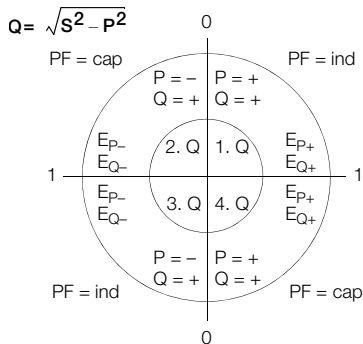 Q= √S² – P²
0
PF = cap PF = ind
P = – P = +
Q = + Q = +
2. Q 1. Q
E_P– E_P+
E_Q– E_Q+
1 1
E_P– E_P+
E_Q– E_Q+
3. Q 4. Q
P = – P = +
Q = + Q = +
PF = ind PF = cap
0